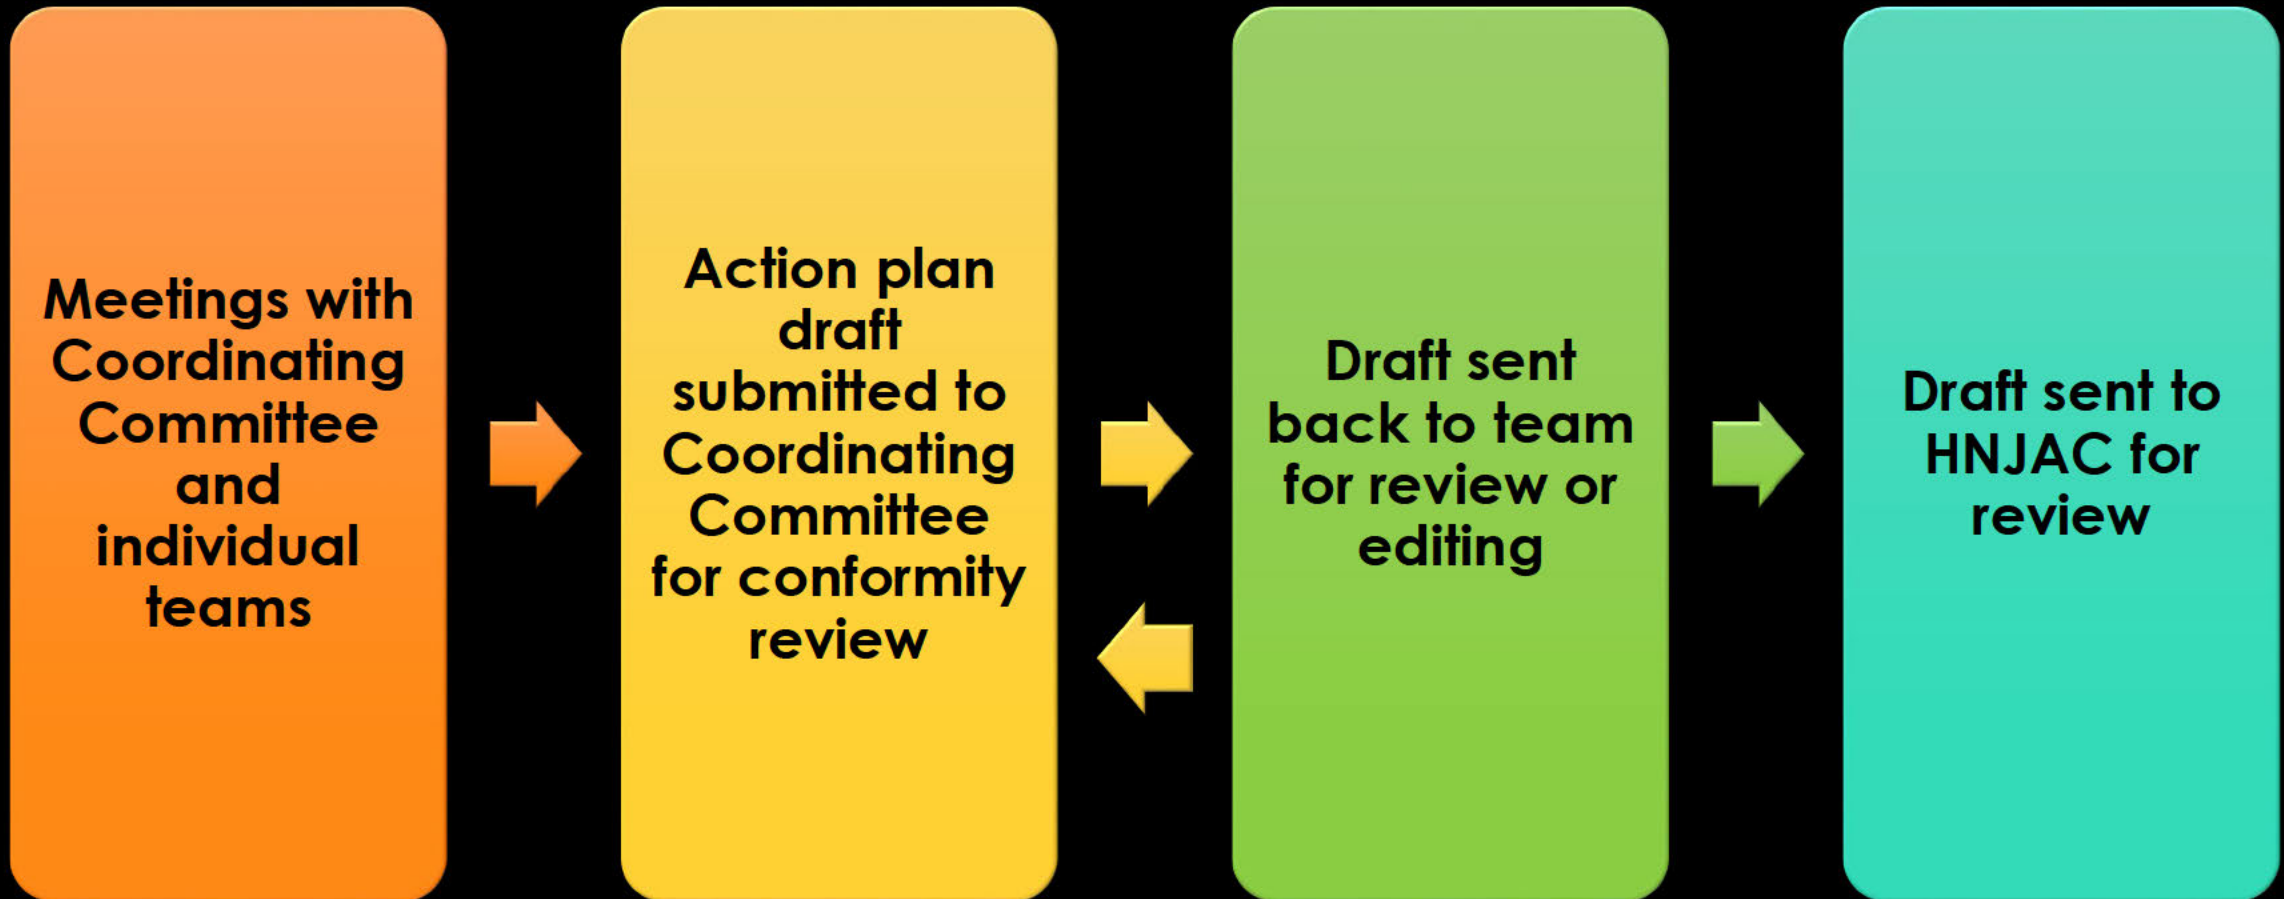 Meetings with
Coordinating
Committee
and
individual
teams
Action plan
draft
submitted to
Coordinating
Committee
for conformity
review
Draft sent
back to team
for review or
editing
Draft sent to
HNJAC for
review